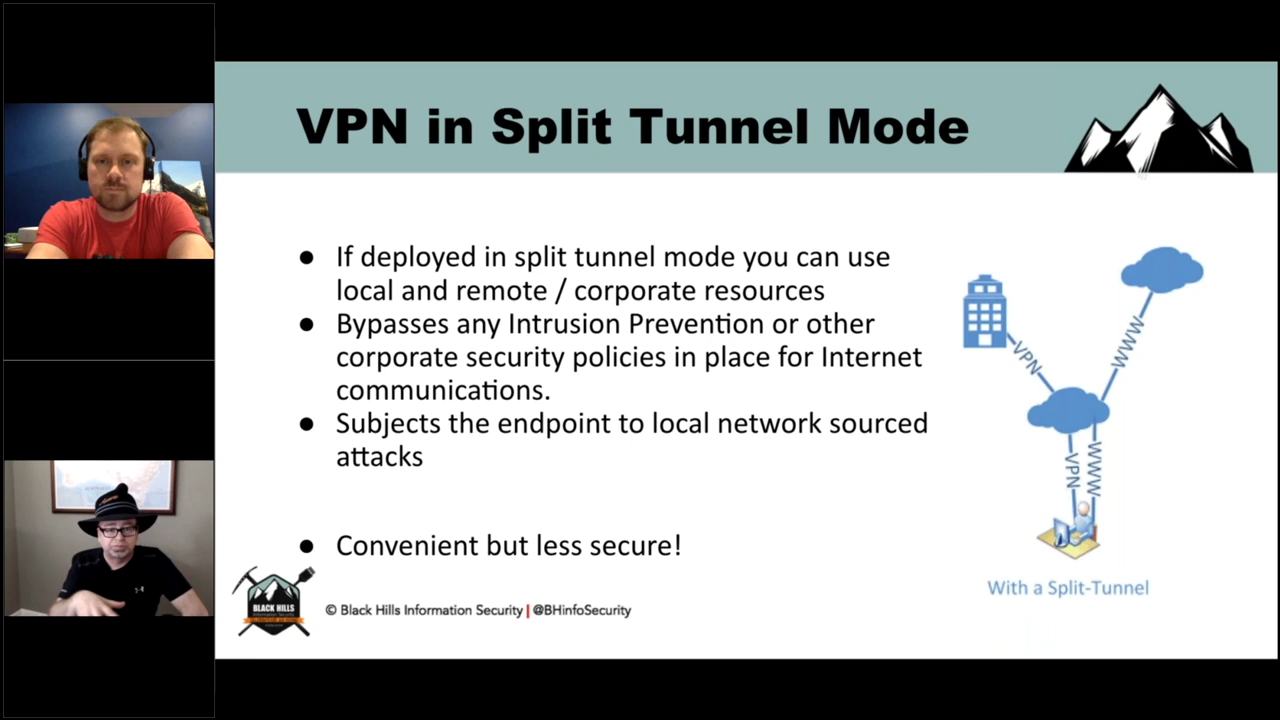 VPN in Split Tunnel Mode
● If deployed in split tunnel mode you can use
local and remote / corporate resources
● Bypasses any Intrusion Prevention or other
corporate security policies in place for Internet
communications.
● Subjects the endpoint to local network sourced
attacks
● Convenient but less secure!
VPN
WWW
VPN
WWW
With a Split-Tunnel
BLACK HILLS
Information Security
© Black Hills Information Security | @BHinfoSecurity